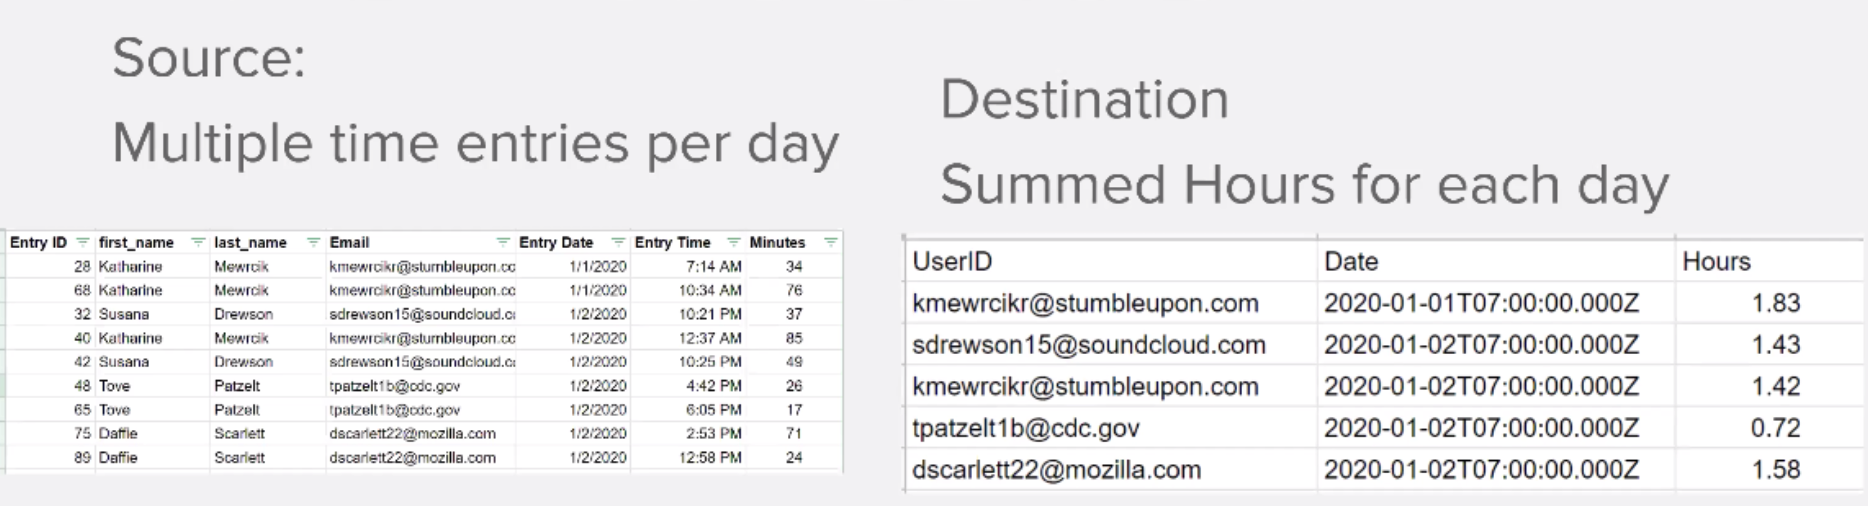 Source:
Multiple time entries per day
Entry ID first_name last_name Email Entry Date Entry Time Minutes
28 Katharine Mewrcik kmewrcikr@stumbleupon.co 1/1/2020 7:14 AM 34
68 Katharine Mewrcik kmewrcikr@stumbleupon.co 1/1/2020 10:34 AM 76
32 Susana Drewson sdrewson15@soundcloud.co 1/2/2020 10:21 PM 37
40 Katharine Mewrcik kmewrcikr@stumbleupon.co 1/2/2020 12:37 AM 85
42 Susana Drewson sdrewson15@soundcloud.co 1/2/2020 10:25 PM 49
48 Tove Patzelt tpatzelt1b@cdc.gov 1/2/2020 4:42 PM 26
65 Tove Patzelt tpatzelt1b@cdc.gov 1/2/2020 6:05 PM 17
75 Daffie Scarlett dscarlett22@mozilla.com 1/2/2020 2:53 PM 71
89 Daffie Scarlett dscarlett22@mozilla.com 1/2/2020 12:58 PM 24
Destination
Summed Hours for each day
UserID Date Hours
kmewrcikr@stumbleupon.com 2020-01-01T07:00:00.000Z 1.83
sdrewson15@soundcloud.com 2020-01-02T07:00:00.000Z 1.43
kmewrcikr@stumbleupon.com 2020-01-02T07:00:00.000Z 1.42
tpatzelt1b@cdc.gov 2020-01-02T07:00:00.000Z 0.72
dscarlett22@mozilla.com 2020-01-02T07:00:00.000Z 1.58